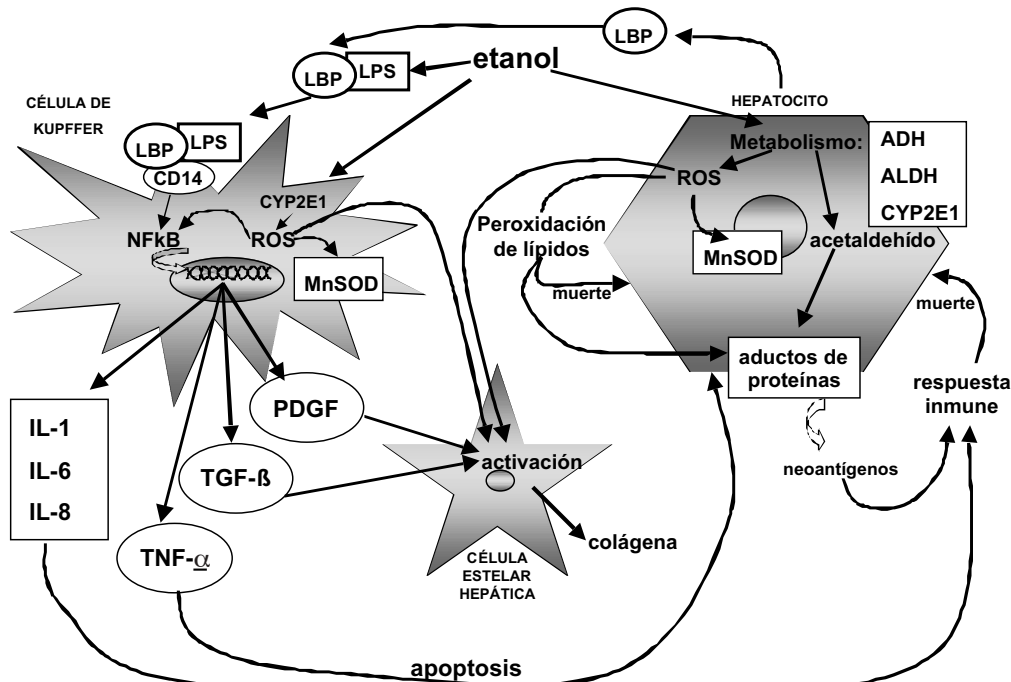 LBP
etanol
LBP
LPS
HEPATOCITO
CÉLULA DE
KUPFFER
LBP
LPS
CD14
Metabolismo:
ADH
ALDH
CYP2E1
ROS
CYP2E1
NFkB
ROS
MnSOD
Peroxidación
de lípidos
MnSOD
acetaldehído
muerte
muerte
aductos de
proteínas
respuesta
inmune
neoantígenos
IL-1
IL-6
IL-8
PDGF
TGF-ß
TNF-α
activación
colágena
CÉLULA
ESTELAR
HEPÁTICA
apoptosis